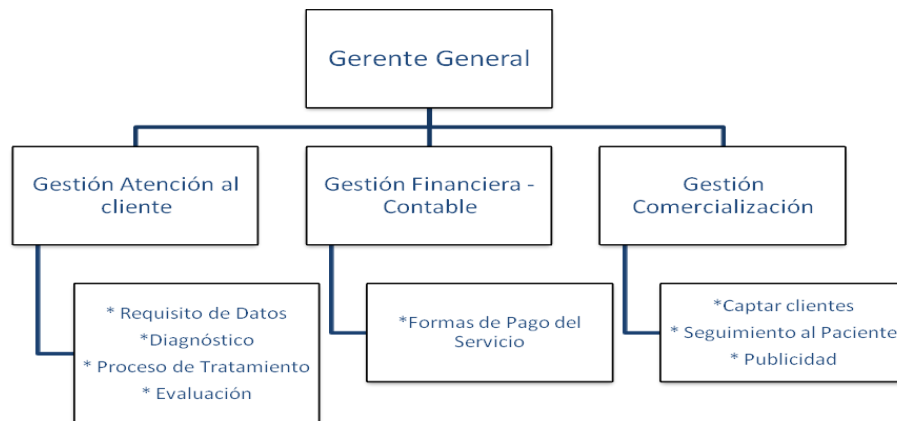 Gerente General
Gestión Atención al
cliente
Gestión Financiera -
Contable
Gestión
Comercialización
* Requisito de Datos
*Diagnóstico
* Proceso de Tratamiento
* Evaluación
*Formas de Pago del
Servicio
*Captar clientes
* Seguimiento al Paciente
* Publicidad